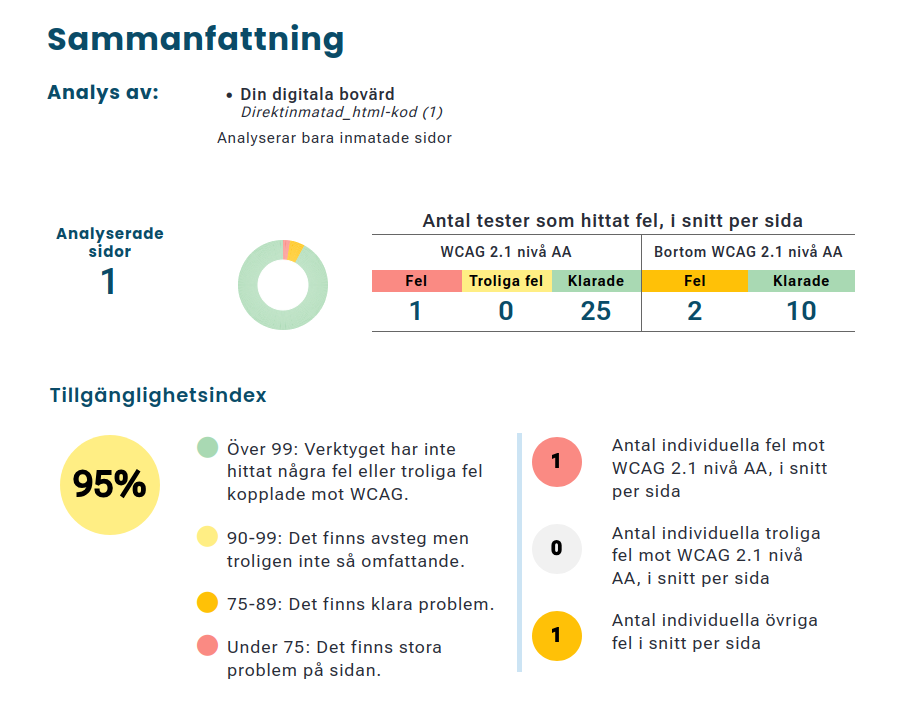 Sammanfattning
Analys av:
• Din digitala bovärd
Direktinmatad_html-kod (1)
Analyserar bara inmatade sidor
Analyserade
sidor
1
Antal tester som hittat fel, i snitt per sida
WCAG 2.1 nivå AA
Bortom WCAG 2.1 nivå AA
Fel Troliga fel Klarade Fel Klarade
1 0 25 2 10
Tillgänglighetsindex
95%
Över 99: Verktyget har inte
hittat några fel eller troliga fel
kopplade mot WCAG.
90-99: Det finns avsteg men
troligen inte så omfattande.
75-89: Det finns klara problem.
Under 75: Det finns stora
problem på sidan.
1
Antal individuella fel mot
WCAG 2.1 nivå AA, i snitt
per sida
0
Antal individuella troliga
fel mot WCAG 2.1 nivå
AA, i snitt per sida
1
Antal individuella övriga
fel i snitt per sida